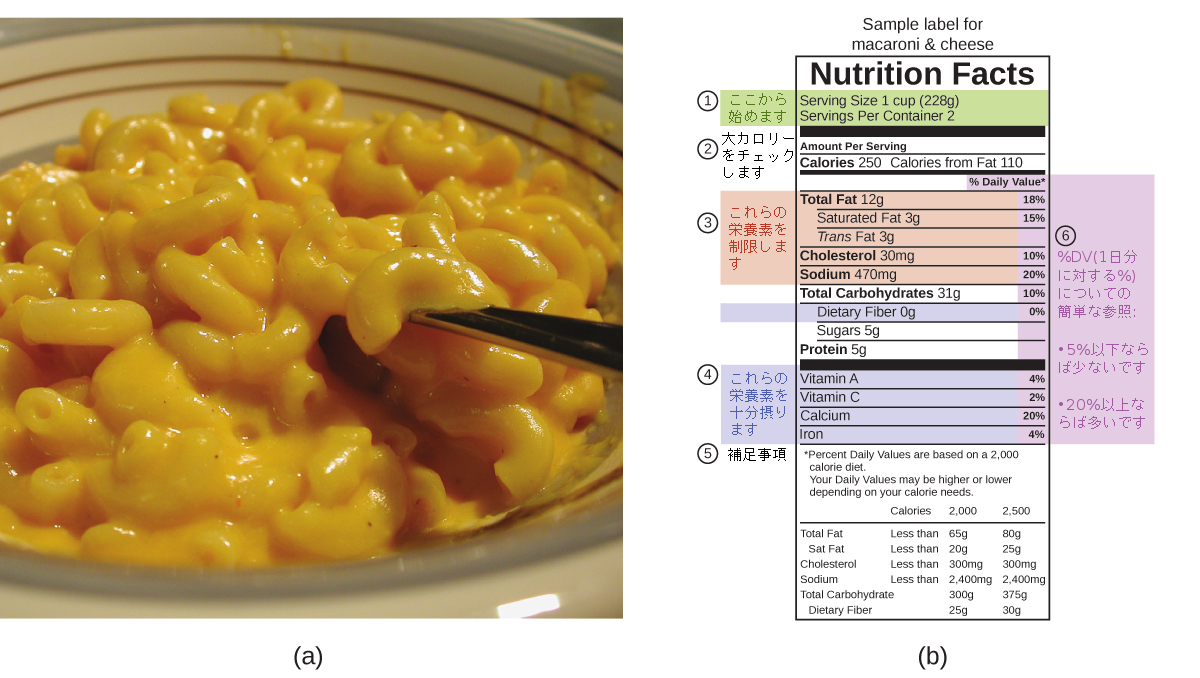 Sample label for
macaroni & cheese
Nutrition Facts
① ここから
始めます
Serving Size 1 cup (228g)
Servings Per Container 2
② 大カロリー
をチェック
します
Amount Per Serving
Calories 250 Calories from Fat 110
% Daily Value*
③ これらの
栄養素を
制限しま
す
Total Fat 12g 18%
Saturated Fat 3g 15%
Trans Fat 3g
Cholesterol 30mg 10%
Sodium 470mg 20%
Total Carbohydrates 31g 10%
Dietary Fiber 0g 0%
Sugars 5g
Protein 5g
④ これらの
栄養素を
十分摂り
ます
Vitamin A 4%
Vitamin C 2%
Calcium 20%
Iron 4%
⑤ 補足事項
*Percent Daily Values are based on a 2,000
calorie diet.
Your Daily Values may be higher or lower
depending on your calorie needs.
Calories 2,000 2,500
Total Fat Less than 65g 80g
Sat Fat Less than 20g 25g
Cholesterol Less than 300mg 300mg
Sodium Less than 2,400mg 2,400mg
Total Carbohydrate 300g 375g
Dietary Fiber 25g 30g
⑥
%DV(1日分
に対する%)
についての
簡単な参照:
•5%以下なら
ば少ないです
•20%以上な
らば多いです
(a)
(b)